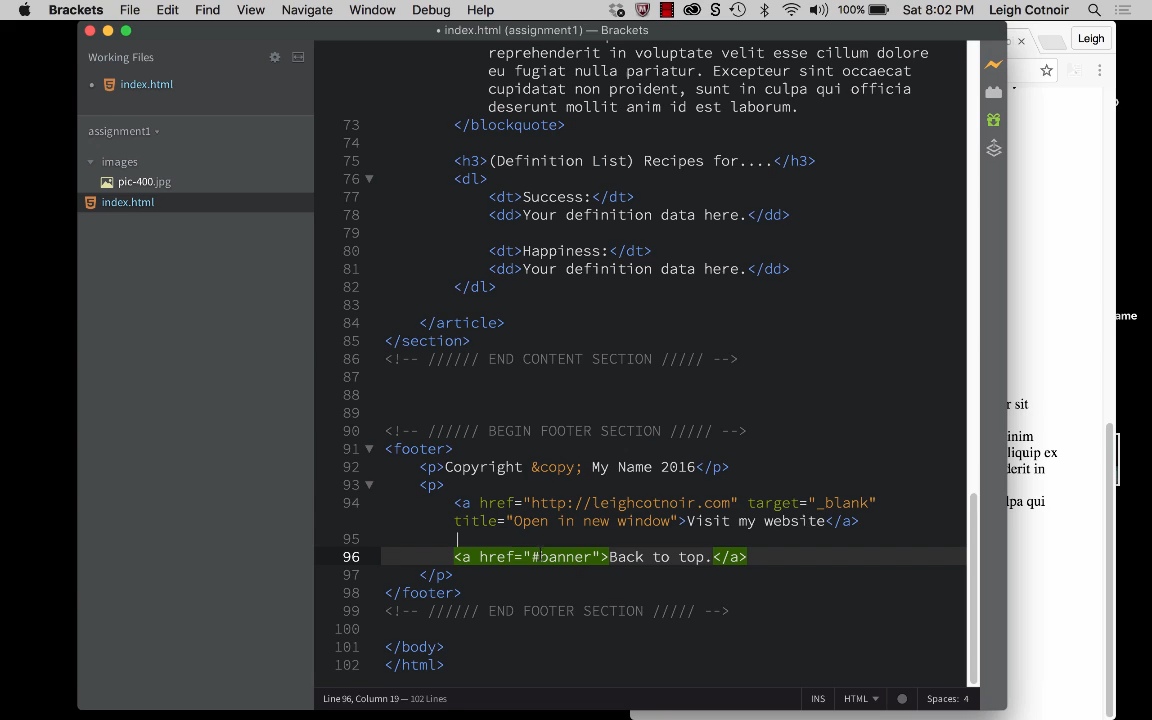 Brackets File Edit Find View Navigate Window Debug Help 100% Sat 8:02 PM Leigh Cotnoir
• index.html (assignment1) — Brackets
Leigh
Working Files
• index.html
assignment1
images
pic-400.jpg
index.html
reprehenderit in voluptate velit esse cillum dolore
eu fugiat nulla pariatur. Excepteur sint occaecat
cupidatat non proident, sunt in culpa qui officia
deserunt mollit anim id est laborum.
73 </blockquote>
74
75 <h3>(Definition List) Recipes for....</h3>
76 <dl>
77 <dt>Success:</dt>
78 <dd>Your definition data here.</dd>
79
80 <dt>Happiness:</dt>
81 <dd>Your definition data here.</dd>
82 </dl>
83
84 </article>
85 </section>
86 <!-- ////// END CONTENT SECTION ///// -->
87
88
89
90 <!-- ////// BEGIN FOOTER SECTION ///// -->
91 <footer>
92 <p>Copyright &copy; My Name 2016</p>
93 <p>
94 <a href="http://leighcotnoir.com" target="_blank"
title="Open in new window">Visit my website</a>
95 |
96 <a href="#banner">Back to top.</a>
97 </p>
98 </footer>
99 <!-- ////// END FOOTER SECTION ///// -->
100
101 </body>
102 </html>
ame
r sit
inim
liquip ex
derit in
lpa qui
Line 96, Column 19 — 102 Lines
INS HTML Spaces: 4